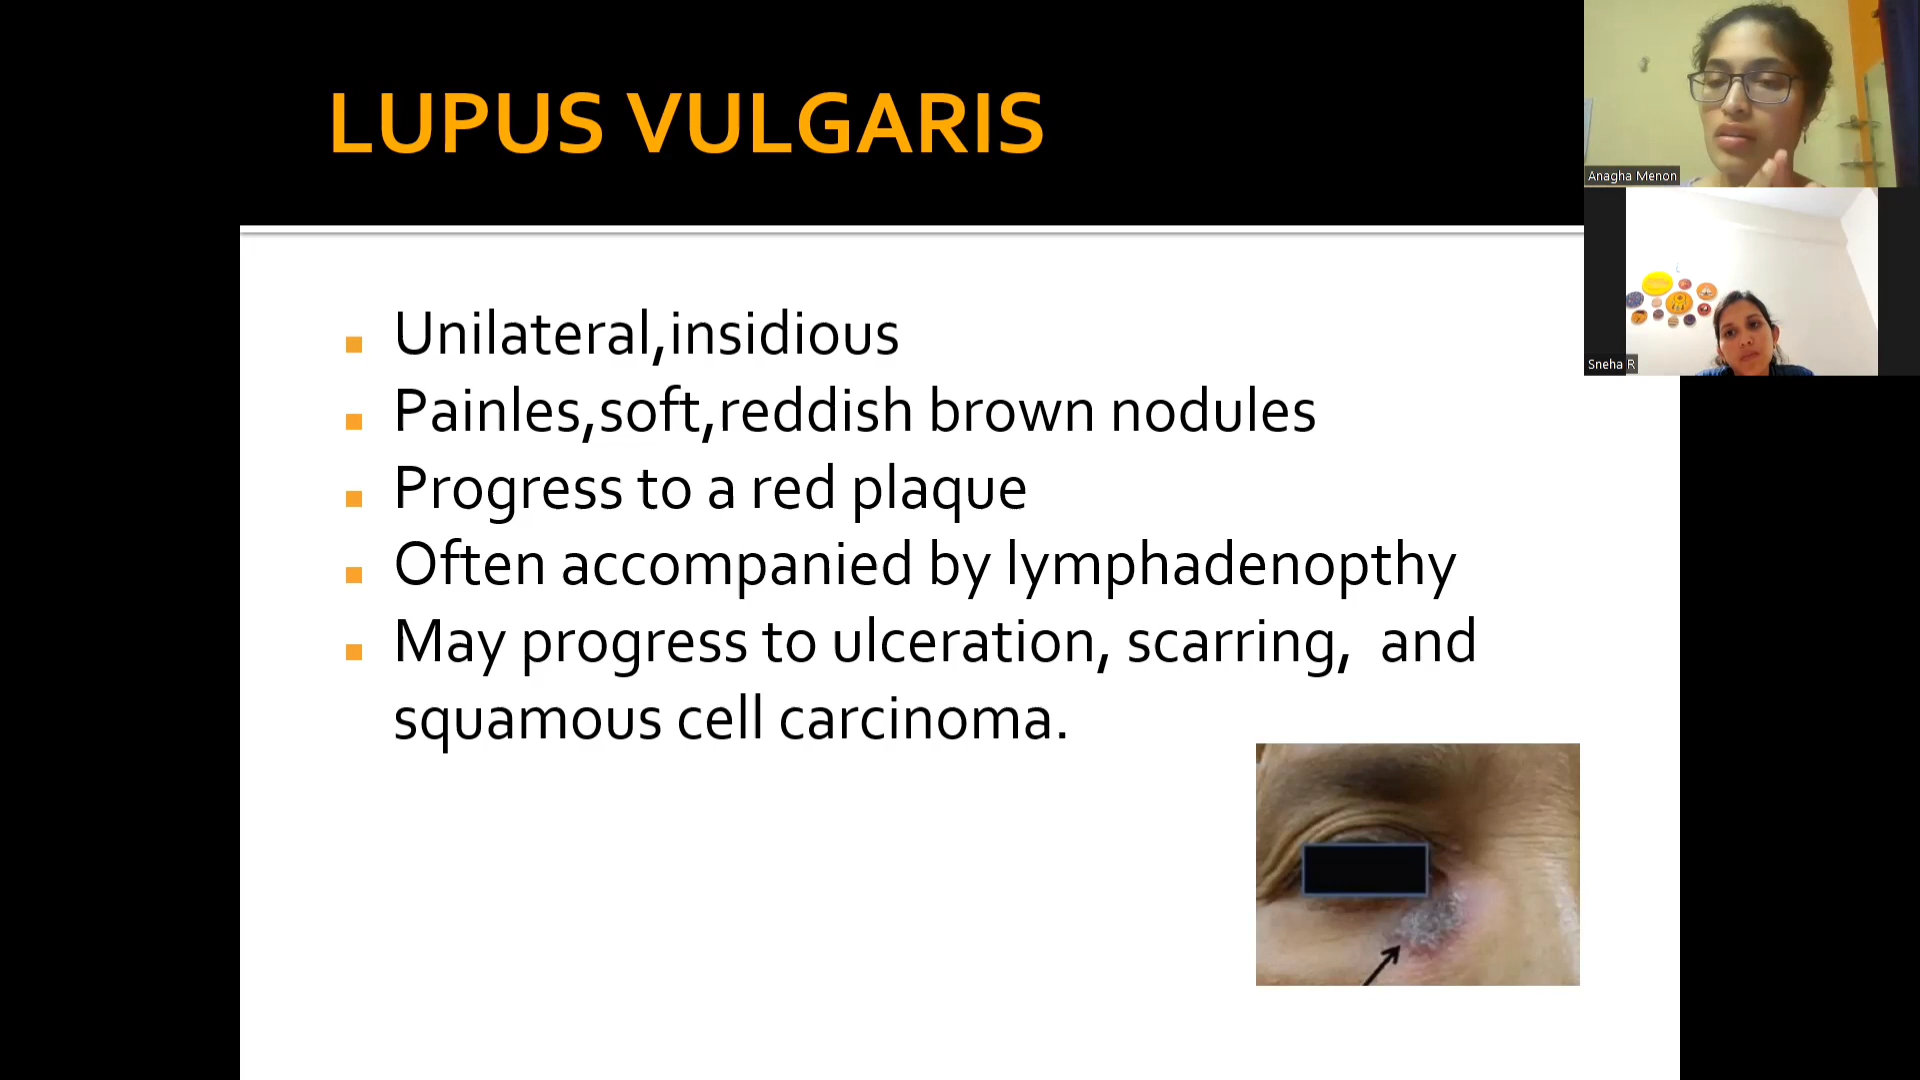 LUPUS VULGARIS
Unilateral,insidious
Painles,soft,reddish brown nodules
Progress to a red plaque
Often accompanied by lymphadenopthy
May progress to ulceration, scarring, and
squamous cell carcinoma.
Anagha Menon
Sneha R